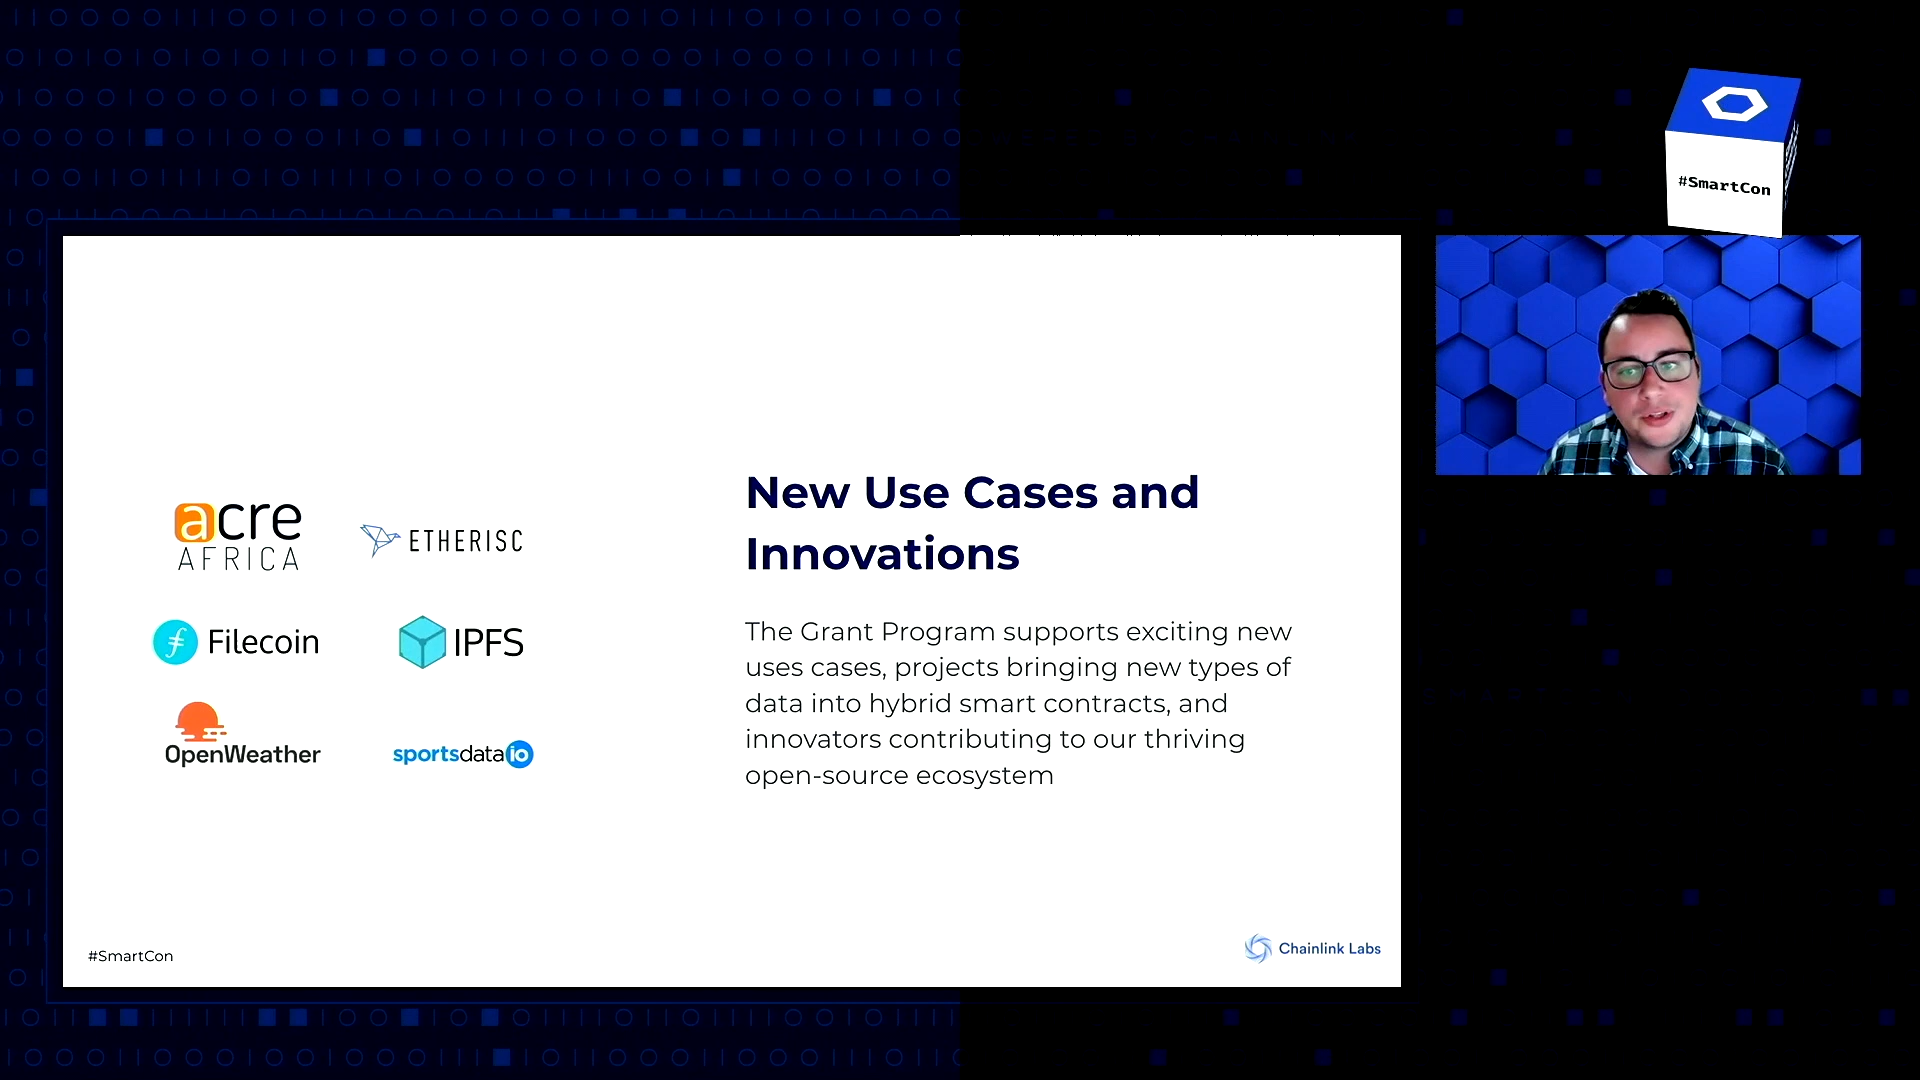 #SmartCon
acre
AFRICA
ETHERISC
Filecoin
IPFS
OpenWeather
sportsdata io
New Use Cases and
Innovations
The Grant Program supports exciting new
uses cases, projects bringing new types of
data into hybrid smart contracts, and
innovators contributing to our thriving
open-source ecosystem
#SmartCon
Chainlink Labs